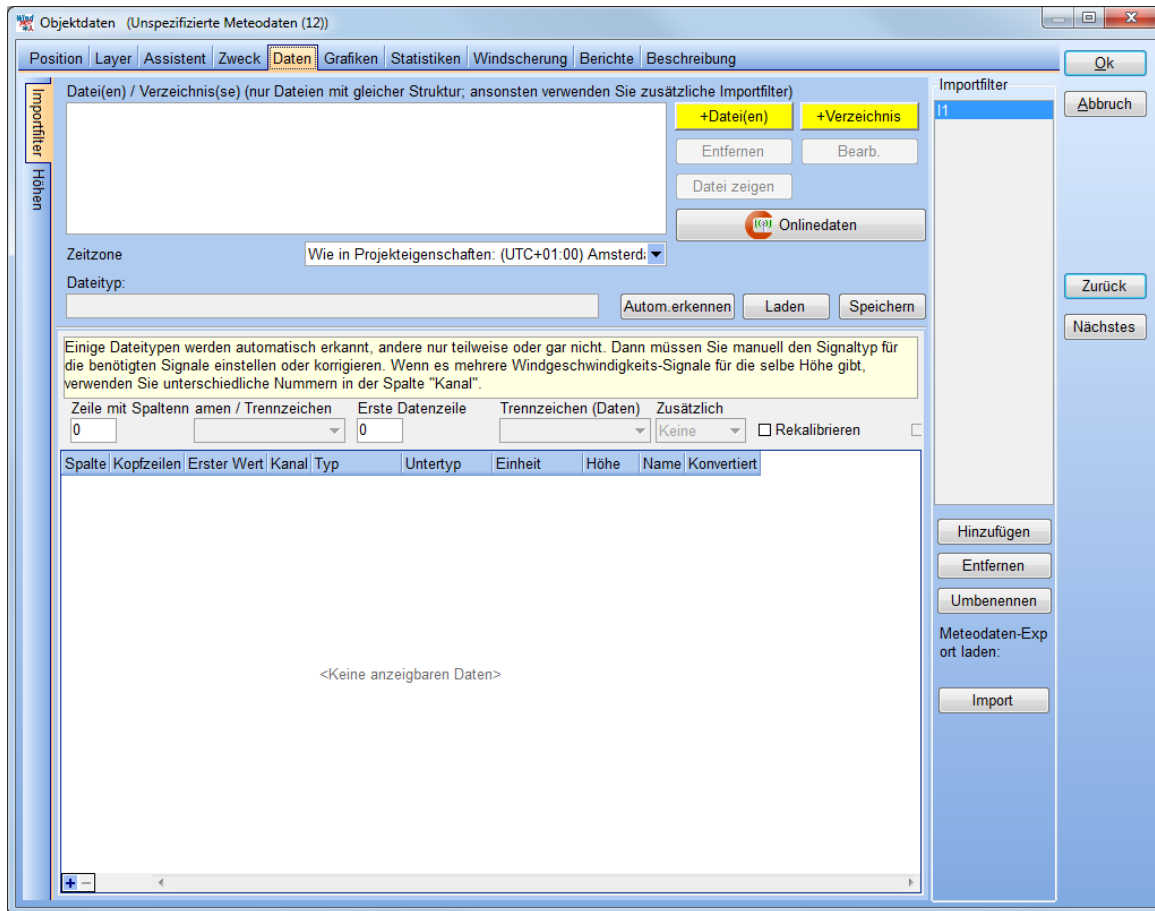 Objektdaten (Unspezifizierte Meteodaten (12))
Position Layer Assistent Zweck Daten Grafiken Statistiken Windscherung Berichte Beschreibung
Importfilter
Höhen
Datei(en) / Verzeichnis(se) (nur Dateien mit gleicher Struktur; ansonsten verwenden Sie zusätzliche Importfilter)
+Datei(en) +Verzeichnis
Entfernen Bearb.
Datei zeigen
Onlinedaten
Zeitzone Wie in Projekteigenschaften: (UTC+01:00) Amsterda
Dateityp:
Autom.erkennen Laden Speichern
Einige Dateitypen werden automatisch erkannt, andere nur teilweise oder gar nicht. Dann müssen Sie manuell den Signaltyp für
die benötigten Signale einstellen oder korrigieren. Wenn es mehrere Windgeschwindigkeits-Signale für die selbe Höhe gibt,
verwenden Sie unterschiedliche Nummern in der Spalte "Kanal".
Zeile mit Spaltenn amen / Trennzeichen Erste Datenzeile Trennzeichen (Daten) Zusätzlich
0 0 Keine Rekalibrieren
Spalte Kopfzeilen Erster Wert Kanal Typ Untertyp Einheit Höhe Name Konvertiert
<Keine anzeigbaren Daten>
Importfilter
I1
Hinzufügen
Entfernen
Umbenennen
Meteodaten-Exp
ort laden:
Import
Ok
Abbruch
Zurück
Nächstes